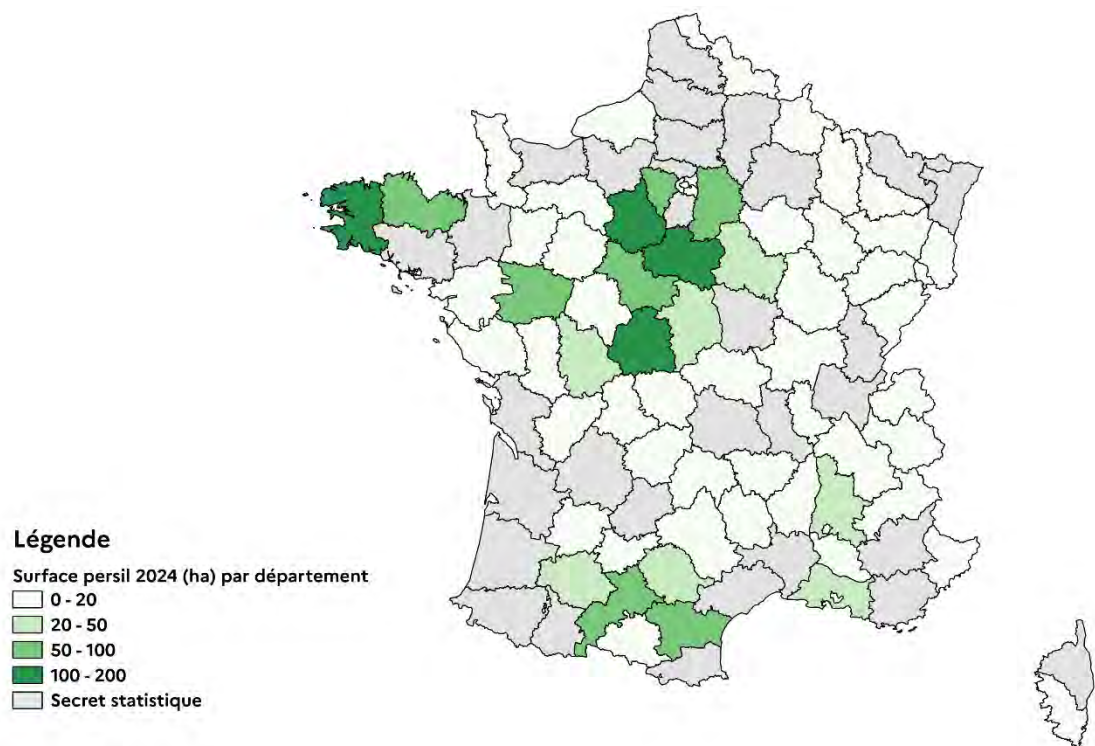 Légende
Surface persil 2024 (ha) par département
0 - 20
20 - 50
50 - 100
100 - 200
Secret statistique